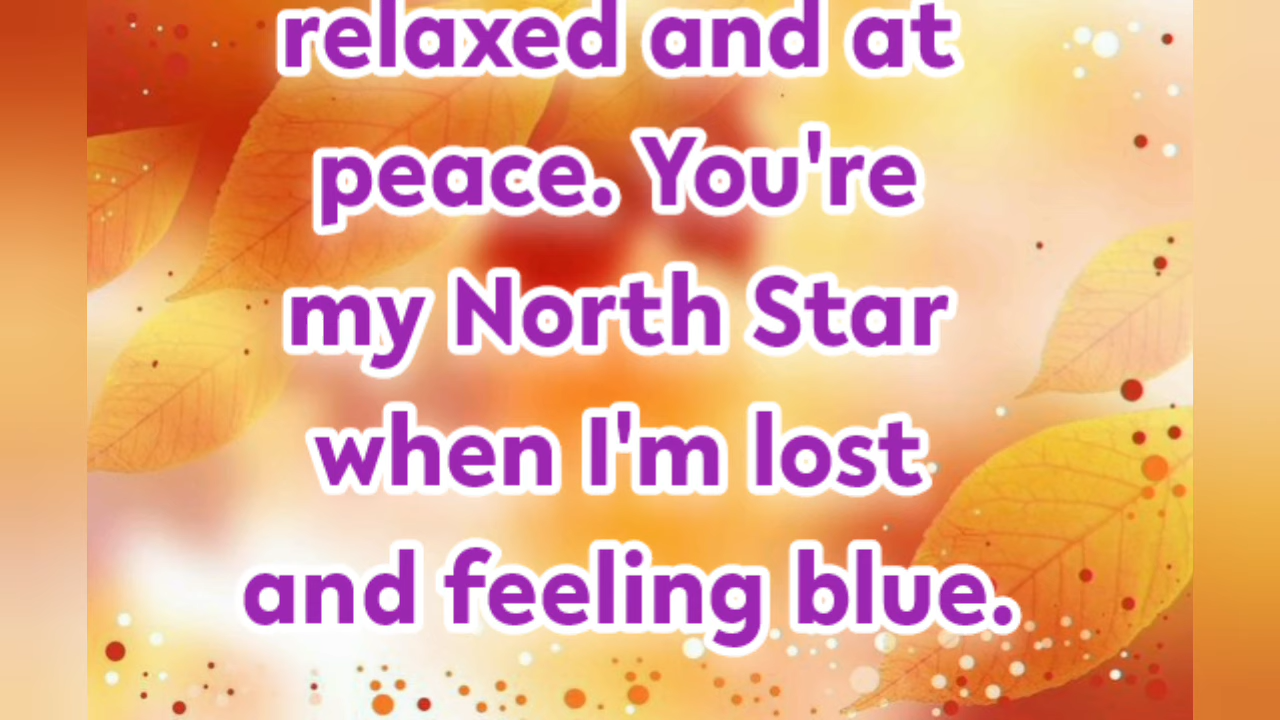 relaxed and at
peace. You're
my North Star
when I'm lost
and feeling blue.